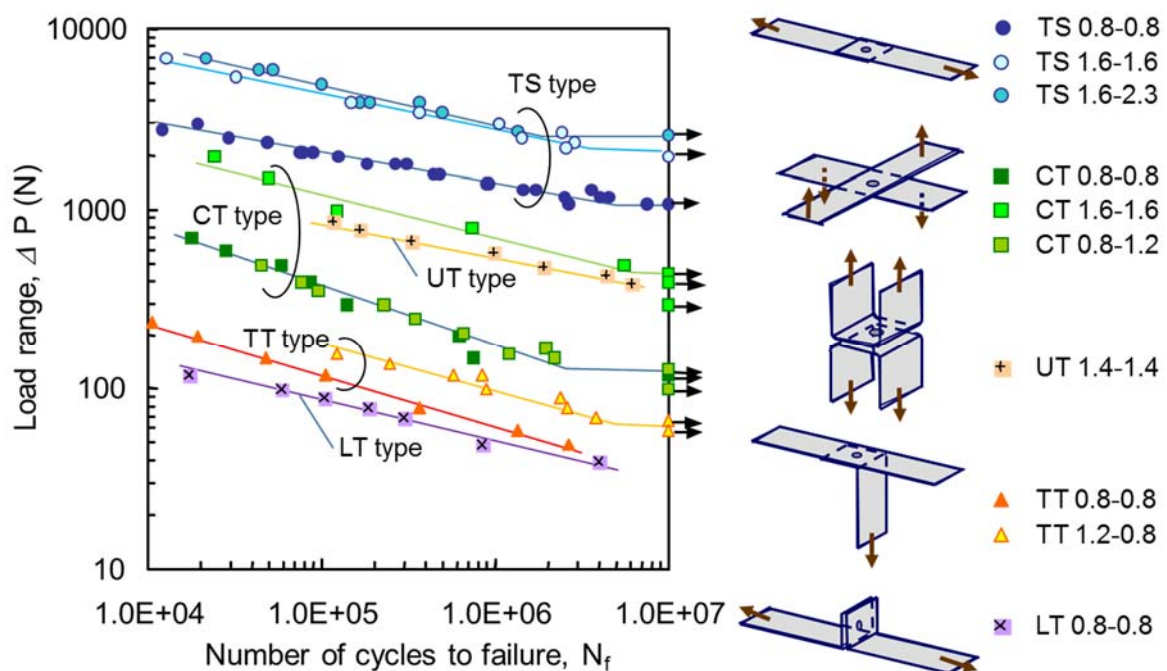 10000
1000
100
10
Load range, Δ P (N)
1.0E+04
1.0E+05
1.0E+06
1.0E+07
Number of cycles to failure, Nf
TS type
CT type
UT type
TT type
LT type
TS 0.8-0.8
TS 1.6-1.6
TS 1.6-2.3
CT 0.8-0.8
CT 1.6-1.6
CT 0.8-1.2
UT 1.4-1.4
TT 0.8-0.8
TT 1.2-0.8
LT 0.8-0.8